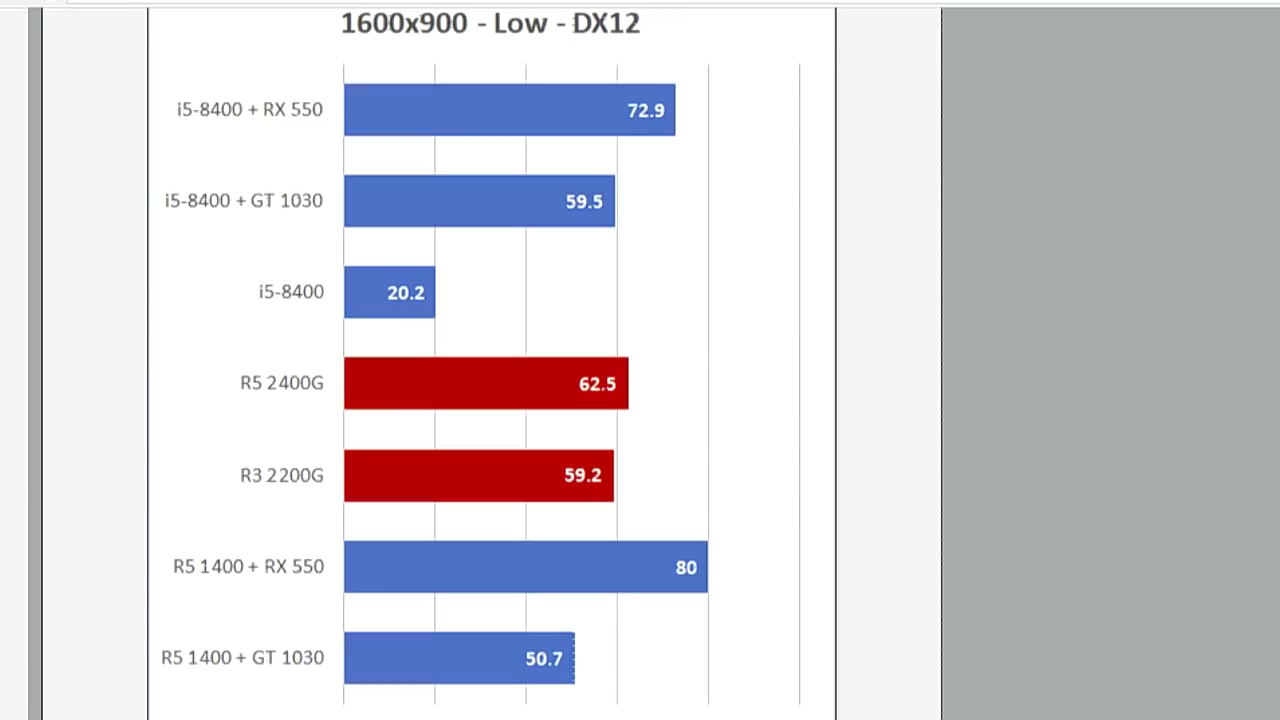 1600x900 - Low - DX12
i5-8400 + RX 550 72.9
i5-8400 + GT 1030 59.5
i5-8400 20.2
R5 2400G 62.5
R3 2200G 59.2
R5 1400 + RX 550 80
R5 1400 + GT 1030 50.7